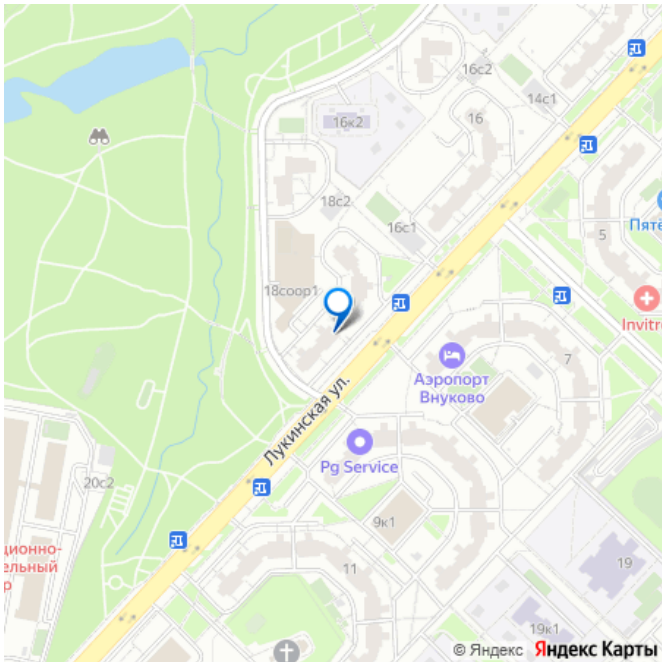 16с2
14с1
16
16к2
18с2
16с1
5
Пятё
18соор1
Invitro
7
Аэропорт
Внуково
Лукинская ул.
Pg Service
20с2
9к1
ционно-
ельный
р
11
19
19к1
© Яндекс Яндекс Карты